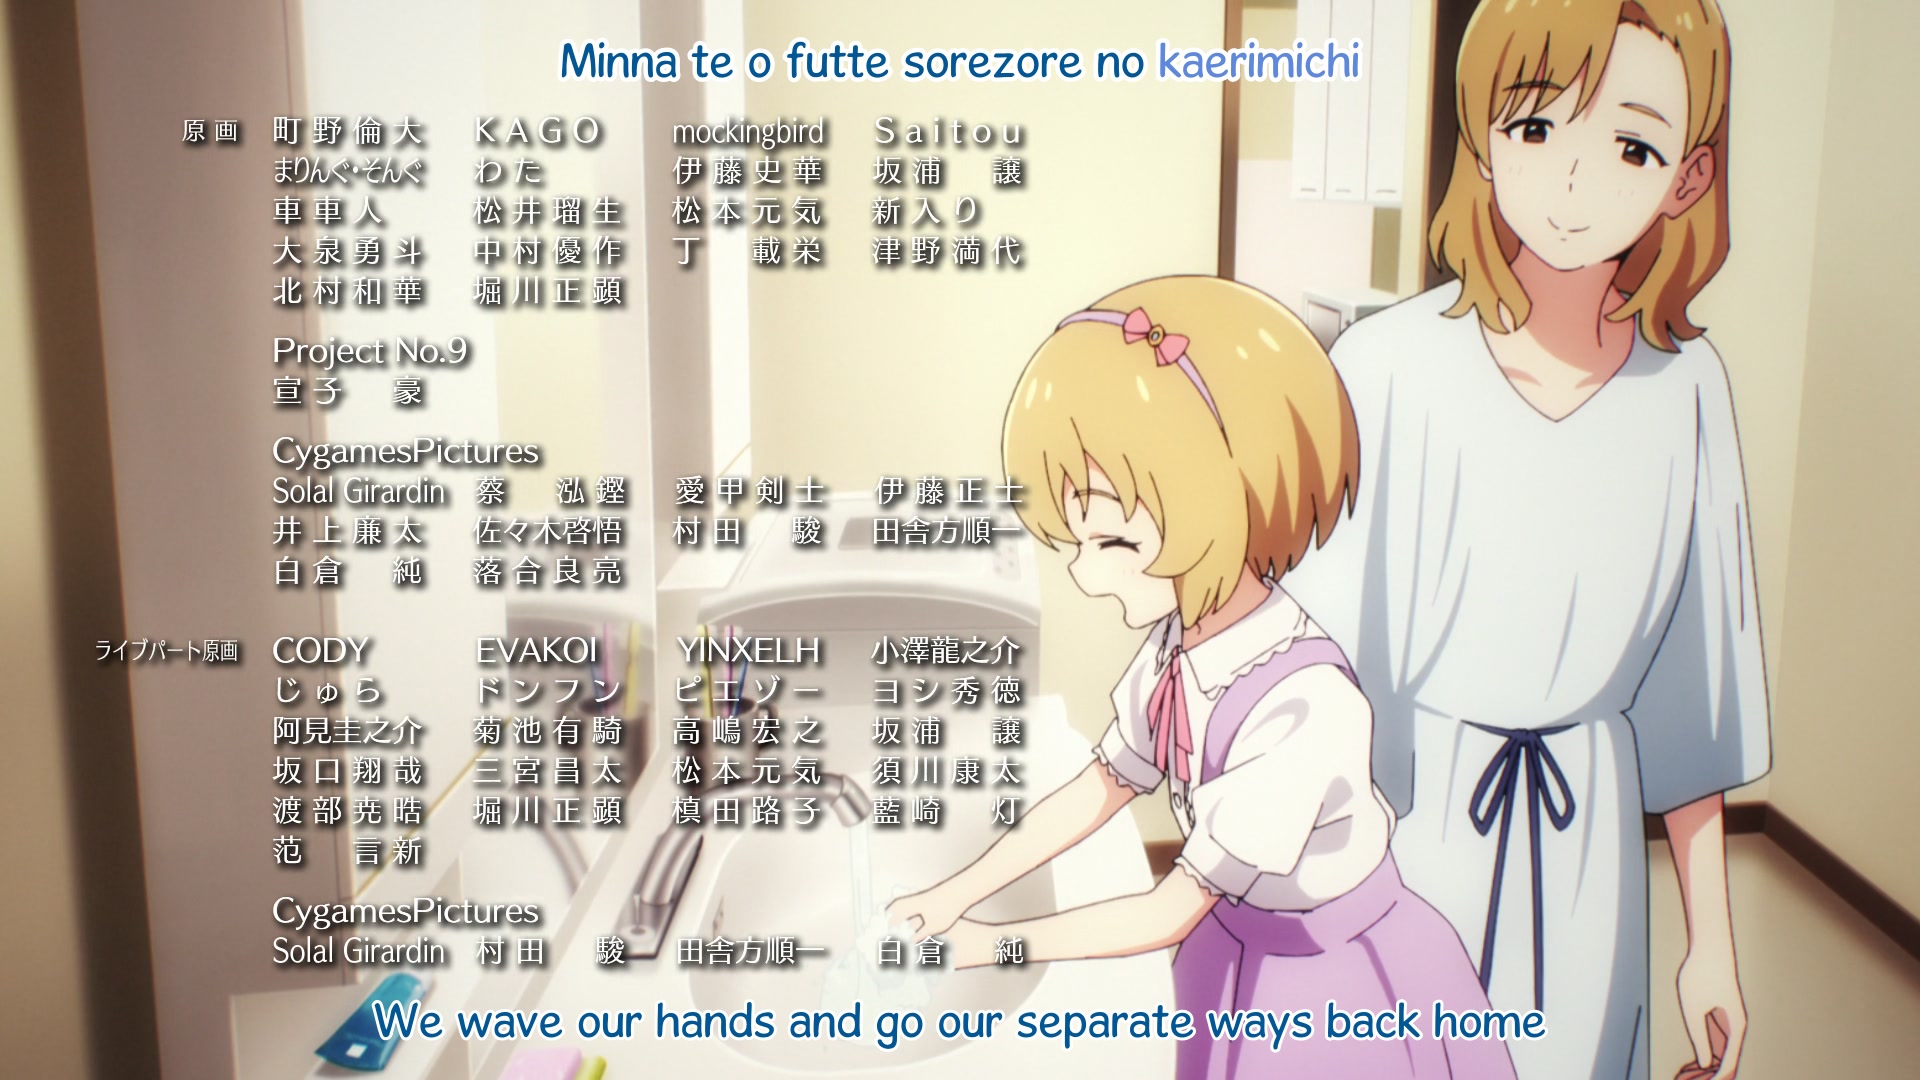 Minna te o futte sorezore no kaerimichi
原画 町野倫大 KAGO mockingbird Saitou
まりんぐ・そんぐ わた 伊藤史華 坂浦 譲
車車人 松井瑠生 松本元気 新入り
大泉勇斗 中村優作 丁 載栄 津野満代
北村和華 堀川正顕
Project No.9
宣子 豪
CygamesPictures
Solal Girardin 蔡 泓鏗 愛甲剣士 伊藤正士
井上廉太 佐々木啓悟 村田 駿 田舎方順一
白倉 純 落合良亮
ライブパート原画 CODY EVAKOI YINXELH 小澤龍之介
じゅら ドンフン ピエゾー ヨシ秀徳
阿見圭之介 菊池有騎 高嶋宏之 坂浦 譲
坂口翔哉 三宮昌太 松本元気 須川康太
渡部尭晧 堀川正顕 槙田路子 藍崎 灯
范 言新
CygamesPictures
Solal Girardin 村田 駿 田舎方順一 白倉 純
We wave our hands and go our separate ways back home